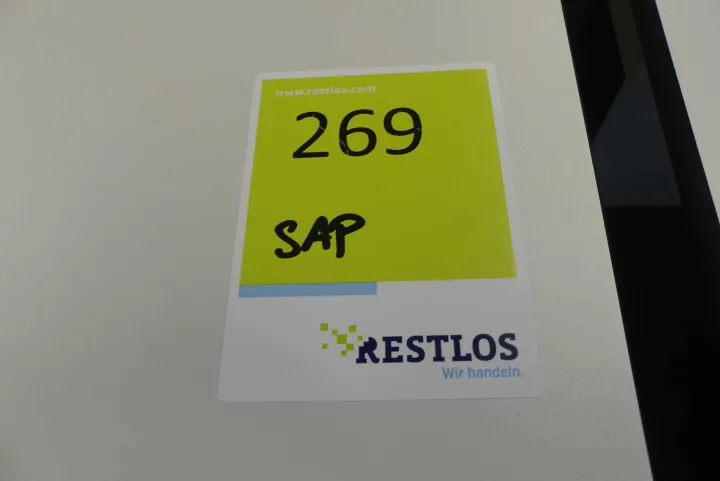 www.restlos.com
269
SAP
RESTLOS
Wir handeln.